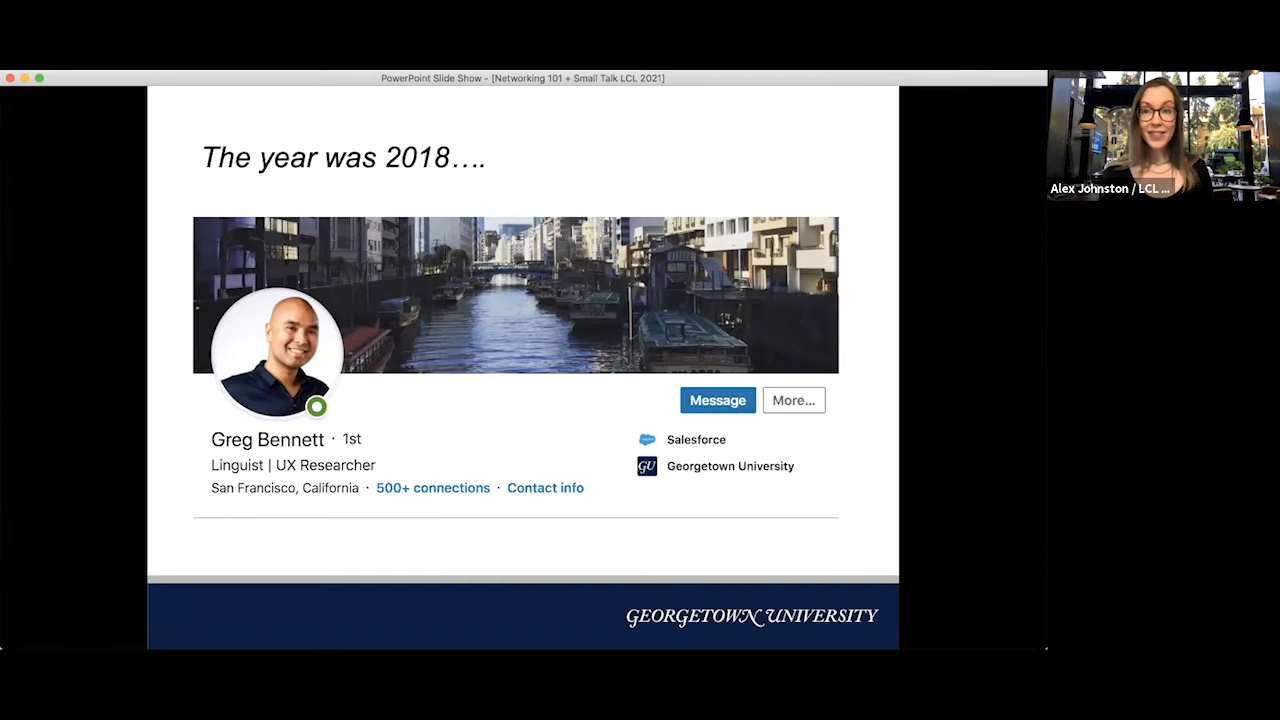 PowerPoint Slide Show - [Networking 101 + Small Talk LCL 2021]
The year was 2018….
Message
More...
Greg Bennett · 1st
Linguist | UX Researcher
San Francisco, California · 500+ connections · Contact info
Salesforce
GU Georgetown University
GEORGETOWN UNIVERSITY
Alex Johnston / LCL ...